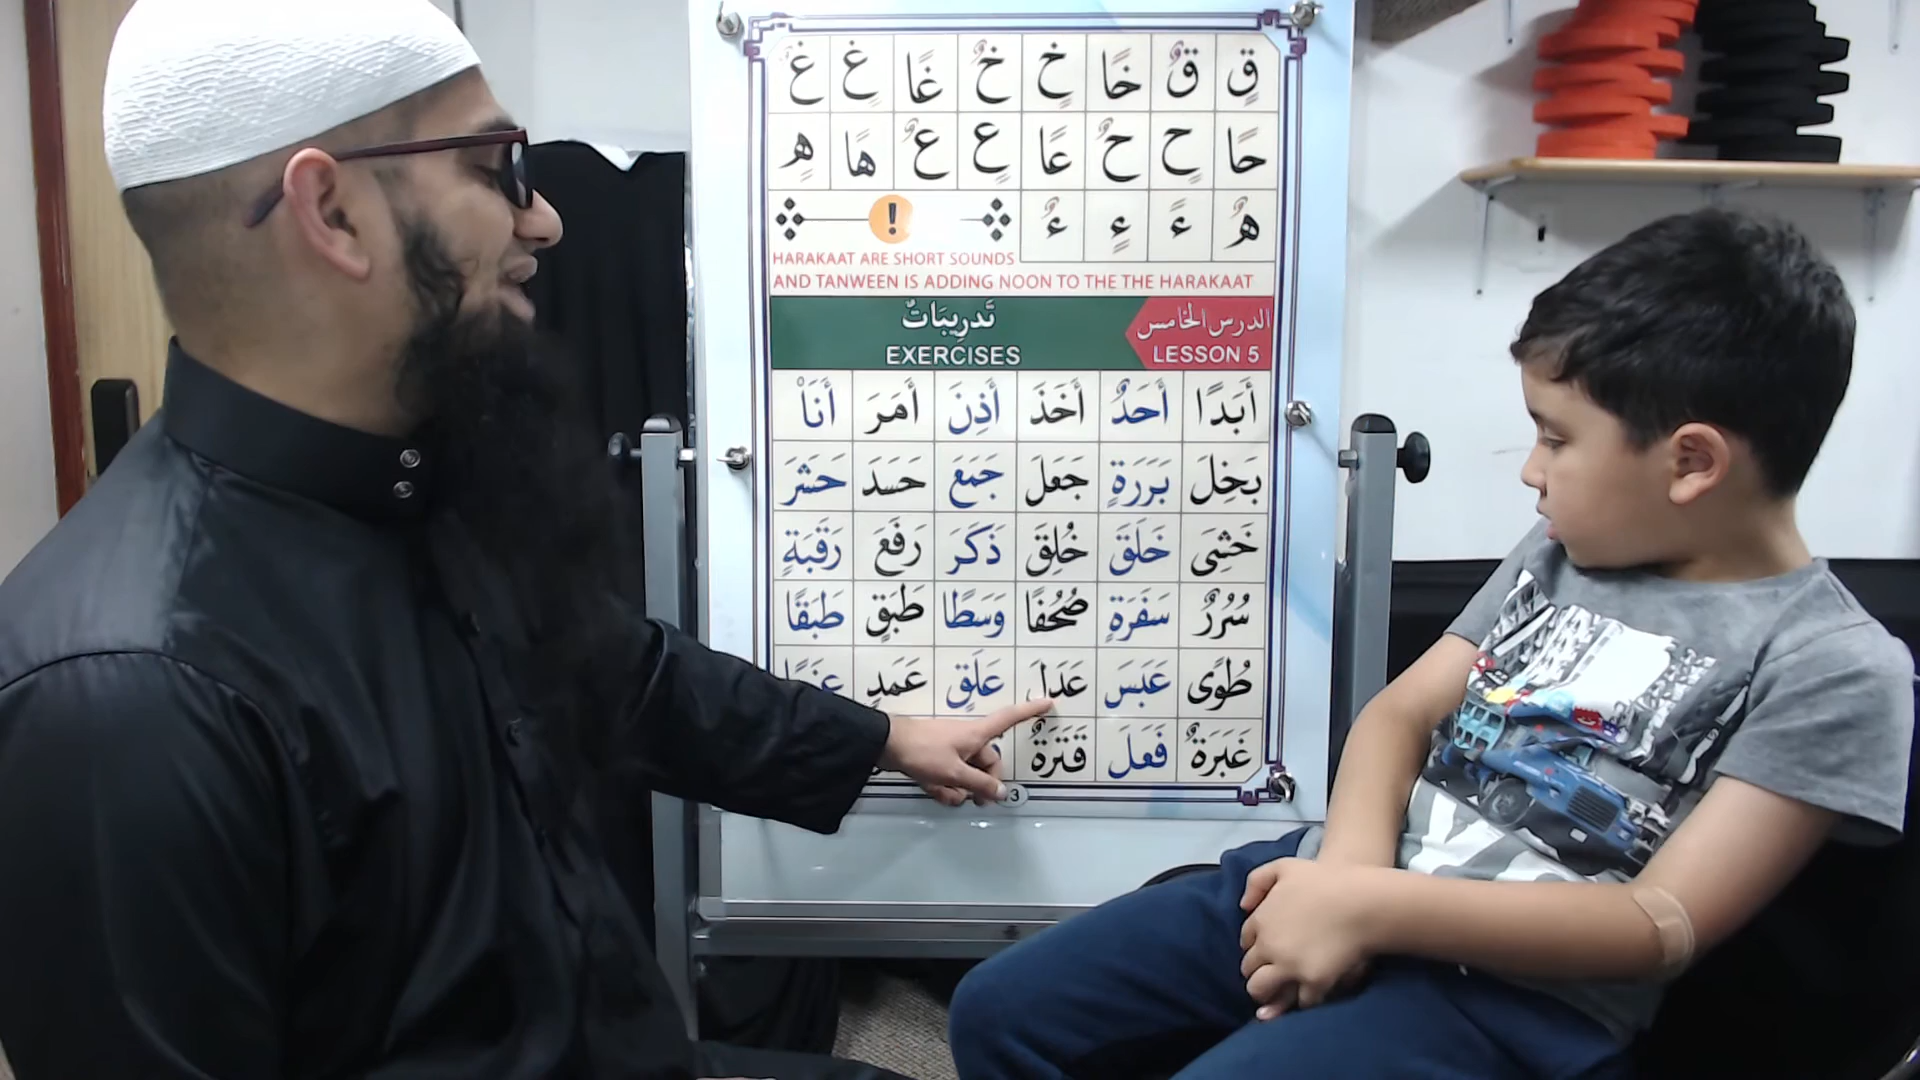 قٍ قٌ خًا خٍ خٌ غًا غٍ غٌ
حًا حٍ حٌ عًا عٍ عٌ هًا هٍ
هٌ ءً ءٍ ءٌ !
HARAKAAT ARE SHORT SOUNDS
AND TANWEEN IS ADDING NOON TO THE THE HARAKAAT
الدرس الخامس تَدرِيبَاتٌ
LESSON 5 EXERCISES
أَبَدًا أَحَدٌ أَخَذَ أَذِنَ أَمَرَ أَنَا۠
بَخِلَ بَرَرَةٍ جَعَلَ جَمَعَ حَسَدَ حَشَرَ
خَشِىَ خَلَقَ خُلِقَ ذَكَرَ رَفَعَ رَقَبَةٍ
سُرُرٌ سَفَرَةٍ صُحُفًا وَسَطًا طَبَقٍ طَبَقًا
طُوًى عَبَسَ عَدَلَ عَلَقٍ عَمَدٍ
غَبَرَةٌ فَعَلَ قَتَرَةٌ